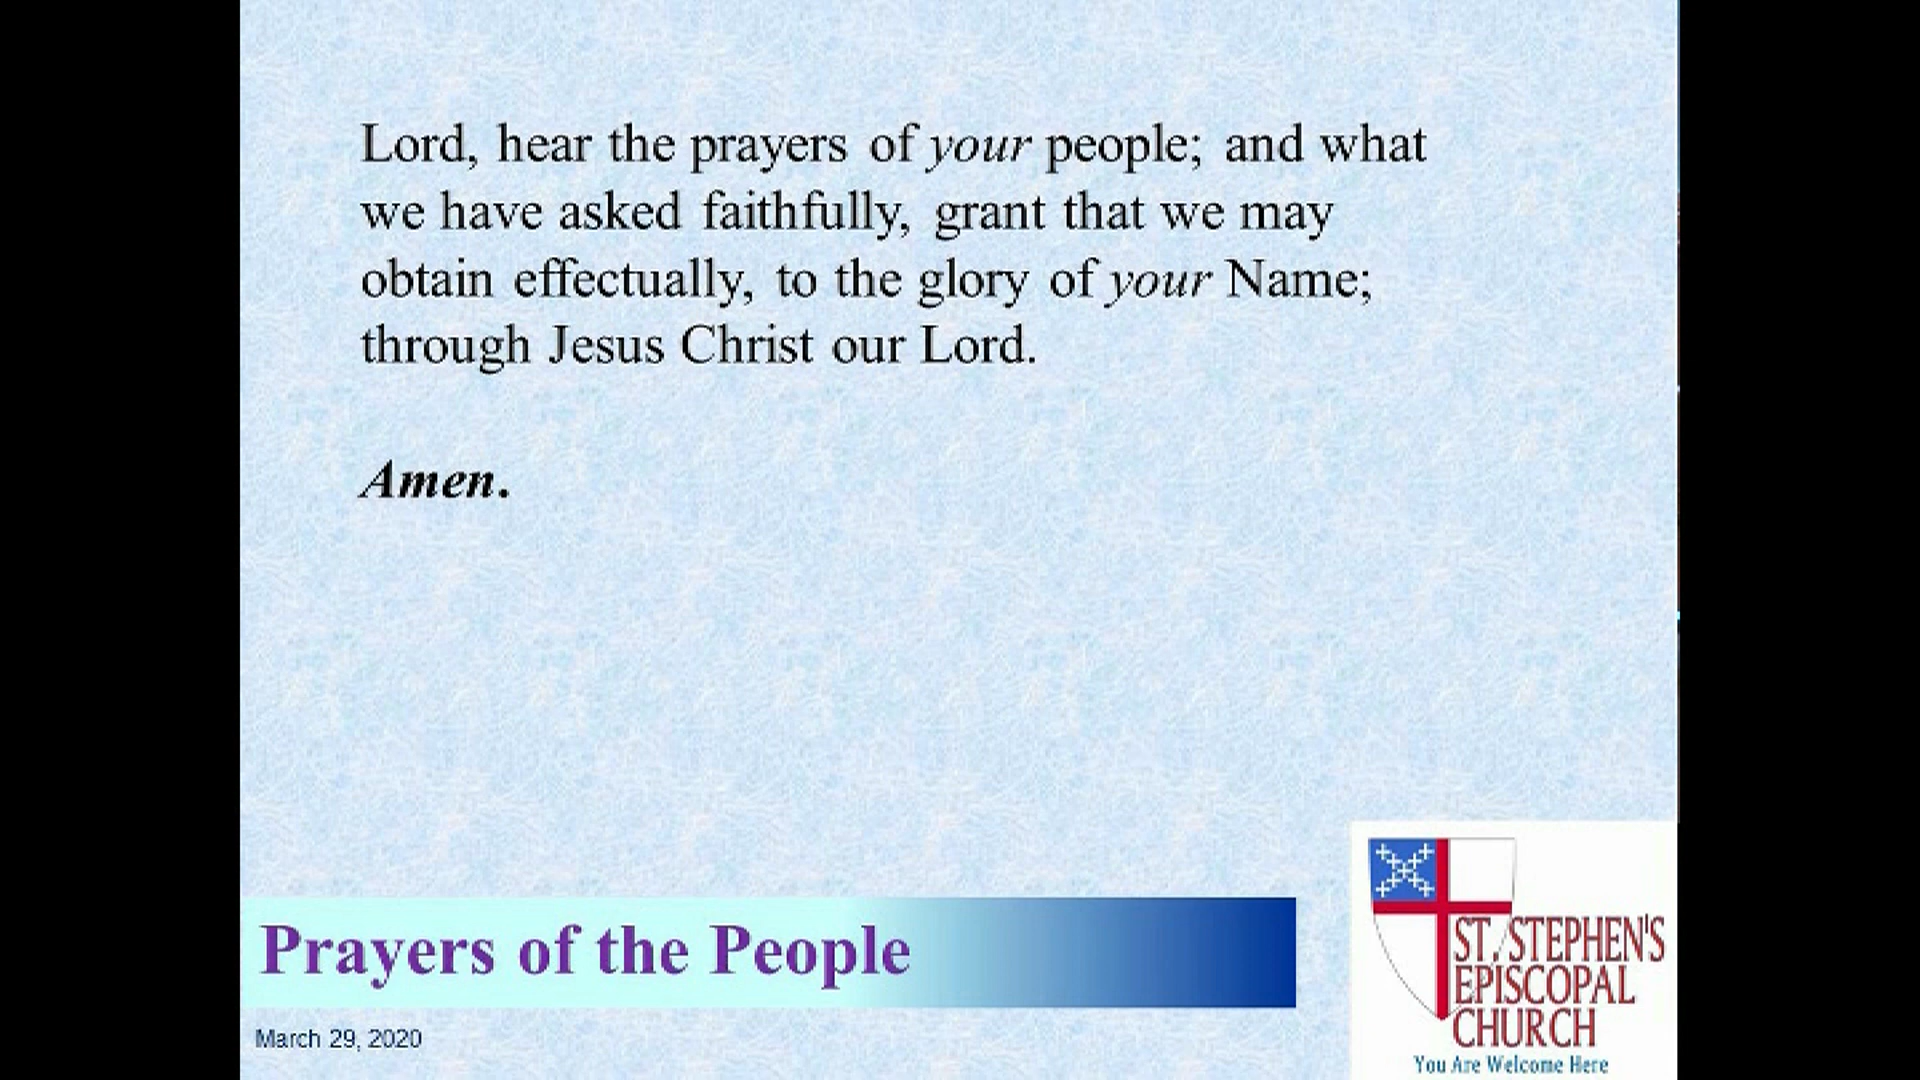 Lord, hear the prayers of your people; and what
we have asked faithfully, grant that we may
obtain effectually, to the glory of your Name;
through Jesus Christ our Lord.
Amen.
Prayers of the People
March 29, 2020
ST. STEPHEN'S
EPISCOPAL
CHURCH
You Are Welcome Here